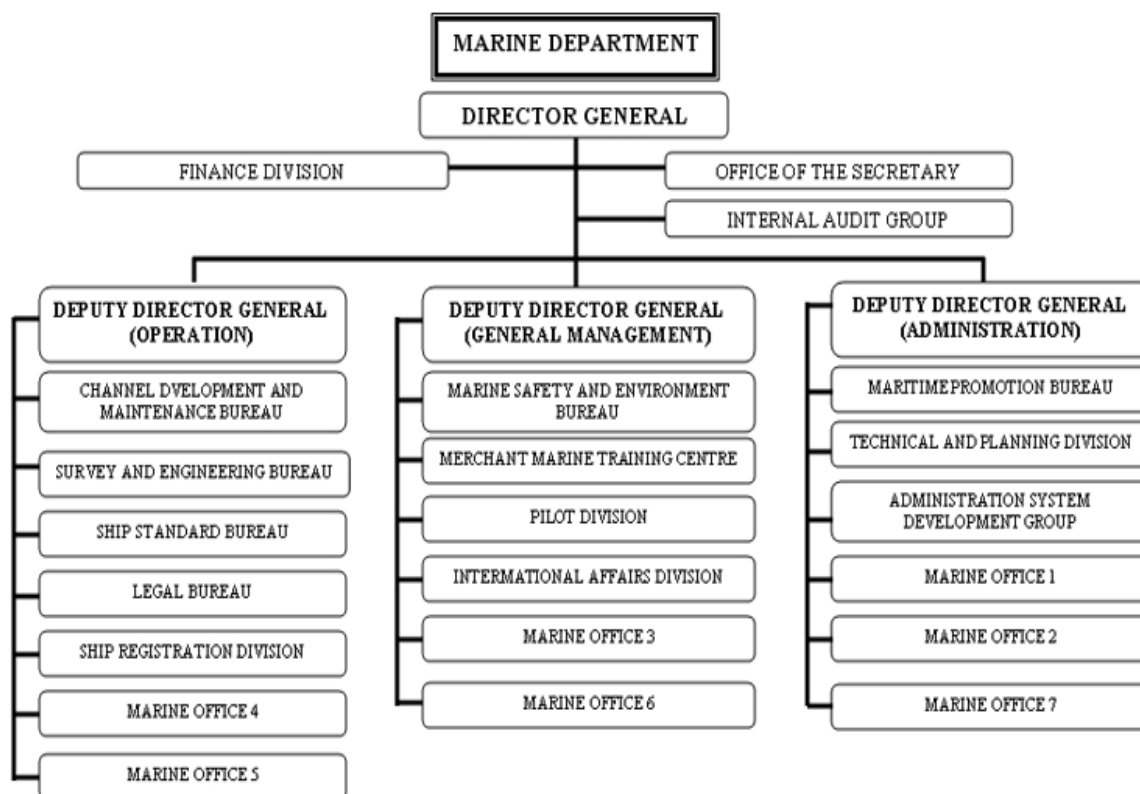 MARINE DEPARTMENT
DIRECTOR GENERAL
FINANCE DIVISION
OFFICE OF THE SECRETARY
INTERNAL AUDIT GROUP
DEPUTY DIRECTOR GENERAL
(OPERATION)
CHANNEL DVELOPMENT AND
MAINTENANCE BUREAU
SURVEY AND ENGINEERING BUREAU
SHIP STANDARD BUREAU
LEGAL BUREAU
SHIP REGISTRATION DIVISION
MARINE OFFICE 4
MARINE OFFICE 5
DEPUTY DIRECTOR GENERAL
(GENERAL MANAGEMENT)
MARINE SAFETY AND ENVIRONMENT
BUREAU
MERCHANT MARINE TRAINING CENTRE
PILOT DIVISION
INTERMATIONAL AFFAIRS DIVISION
MARINE OFFICE 3
MARINE OFFICE 6
DEPUTY DIRECTOR GENERAL
(ADMINISTRATION)
MARITIME PROMOTION BUREAU
TECHNICAL AND PLANNING DIVISION
ADMINISTRATION SYSTEM
DEVELOPMENT GROUP
MARINE OFFICE 1
MARINE OFFICE 2
MARINE OFFICE 7